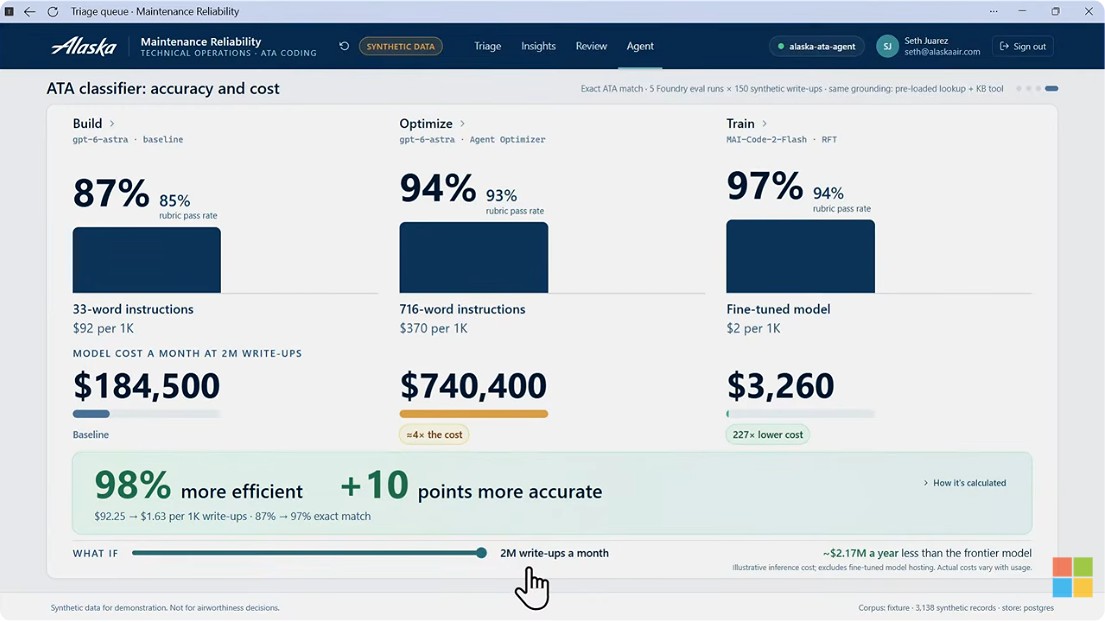 Triage queue · Maintenance Reliability
Alaska
Maintenance Reliability
TECHNICAL OPERATIONS · ATA CODING
SYNTHETIC DATA
Triage
Insights
Review
Agent
alaska-ata-agent
SJ
Seth Juarez
seth@alaskaair.com
Sign out
ATA classifier: accuracy and cost
Exact ATA match · 5 Foundry eval runs × 150 synthetic write-ups · same grounding: pre-loaded lookup + KB tool
Build >
gpt-6-astra · baseline
87% 85%
rubric pass rate
33-word instructions
$92 per 1K
Optimize >
gpt-6-astra · Agent Optimizer
94% 93%
rubric pass rate
716-word instructions
$370 per 1K
Train >
MAI-Code-2-Flash · RFT
97% 94%
rubric pass rate
Fine-tuned model
$2 per 1K
MODEL COST A MONTH AT 2M WRITE-UPS
$184,500
Baseline
$740,400
≈4× the cost
$3,260
227× lower cost
98% more efficient
+10 points more accurate
> How it's calculated
$92.25 → $1.63 per 1K write-ups · 87% → 97% exact match
WHAT IF
2M write-ups a month
~$2.17M a year less than the frontier model
Illustrative inference cost; excludes fine-tuned model hosting. Actual costs vary with usage.
Synthetic data for demonstration. Not for airworthiness decisions.
Corpus: fixture · 3,138 synthetic records · store: postgres